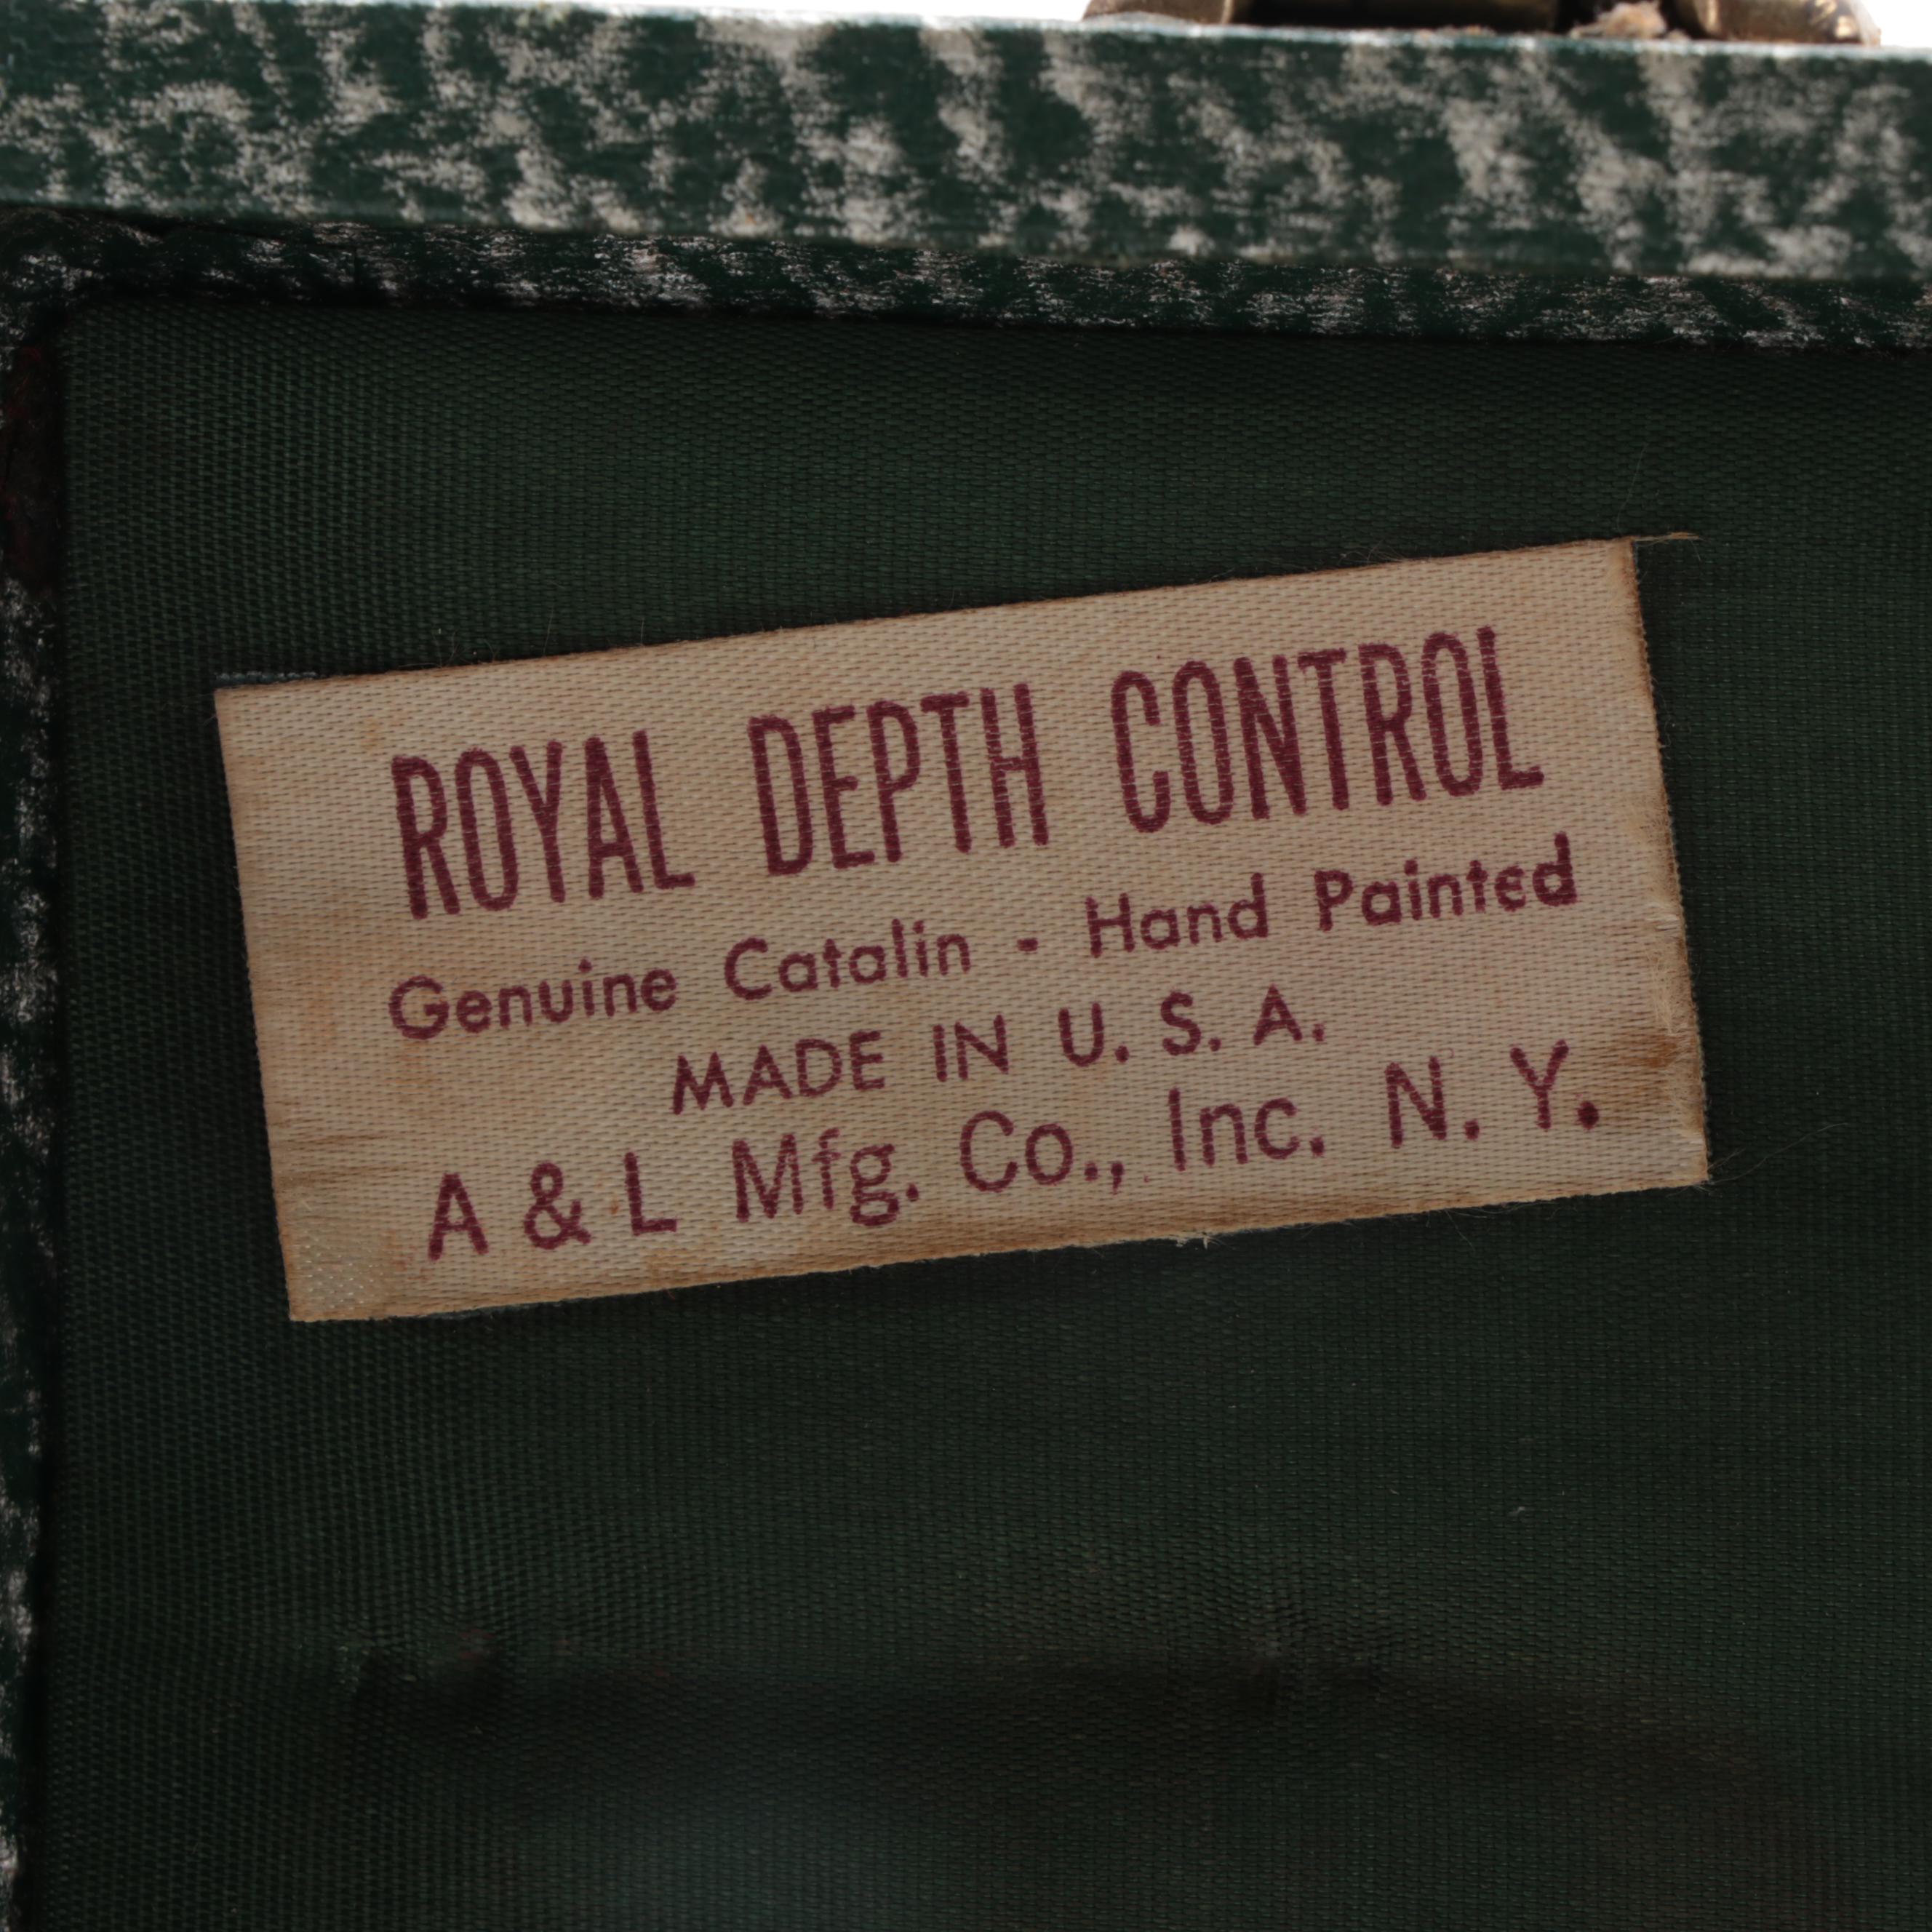 ROYAL DEPTH CONTROL
Genuine Catalin - Hand Painted
MADE IN U. S. A.
A & L Mfg. Co., Inc. N. Y.